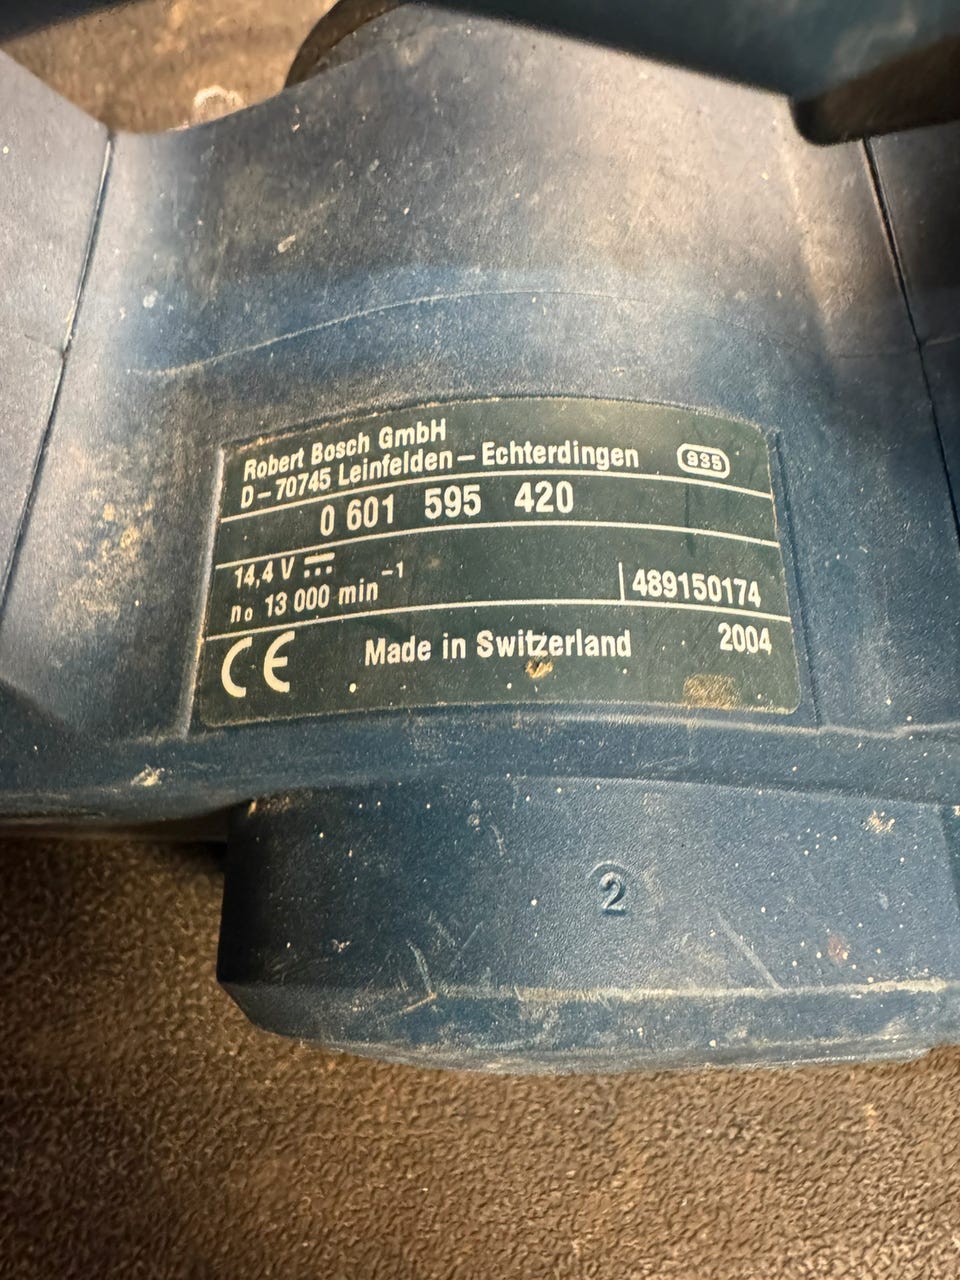 Robert Bosch GmbH
D-70745 Leinfelden-Echterdingen 935
0 601 595 420
14,4 V ⎓
n₀ 13 000 min⁻¹ 489150174
CE Made in Switzerland 2004
2